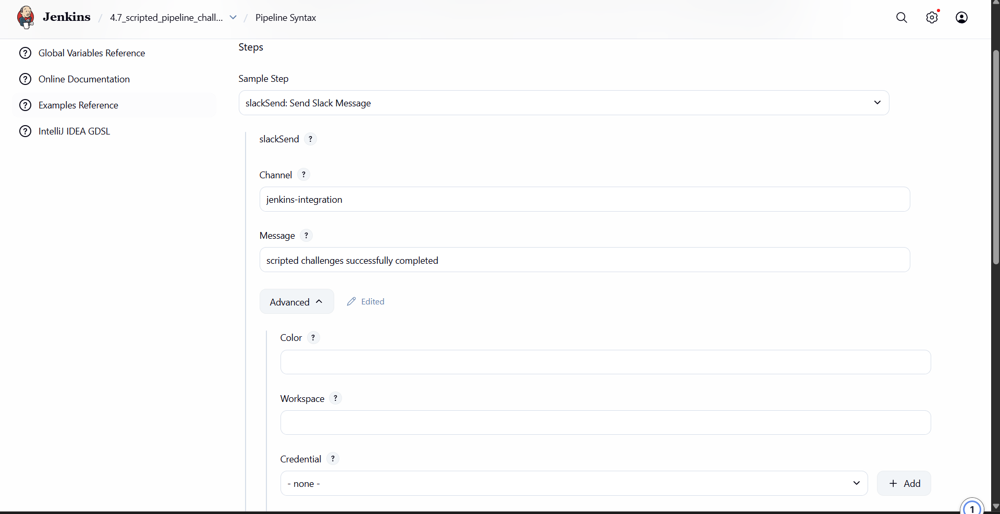 Jenkins / 4.7_scripted_pipeline_chall... / Pipeline Syntax
? Global Variables Reference
? Online Documentation
? Examples Reference
? IntelliJ IDEA GDSL
Steps
Sample Step
slackSend: Send Slack Message
slackSend ?
Channel ?
jenkins-integration
Message ?
scripted challenges successfully completed
Advanced Edited
Color ?
Workspace ?
Credential ?
- none -
+ Add
1